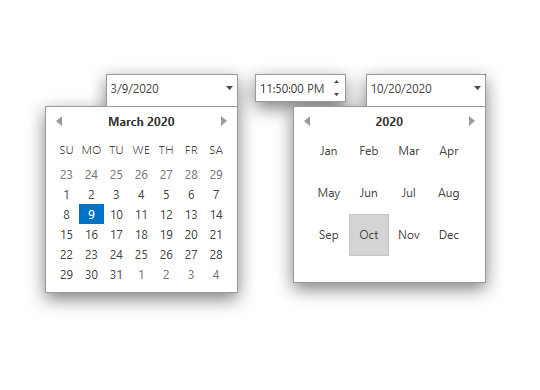 3/9/2020
March 2020
SU MO TU WE TH FR SA
23 24 25 26 27 28 29
1 2 3 4 5 6 7
8 9 10 11 12 13 14
15 16 17 18 19 20 21
22 23 24 25 26 27 28
29 30 31 1 2 3 4
11:50:00 PM
10/20/2020
2020
Jan Feb Mar Apr
May Jun Jul Aug
Sep Oct Nov Dec